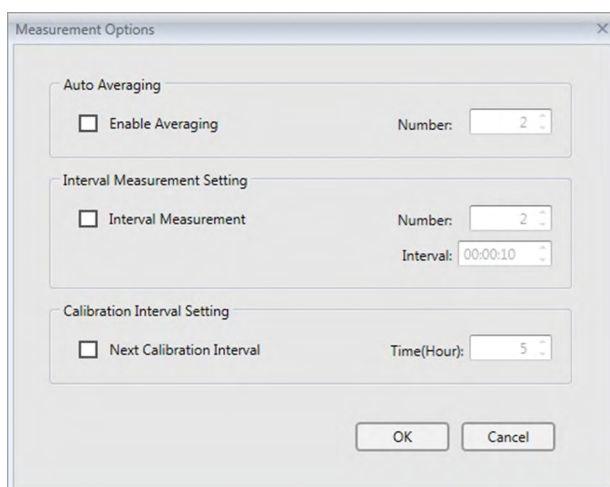 Measurement Options
Auto Averaging
Enable Averaging Number: 2
Interval Measurement Setting
Interval Measurement Number: 2
Interval: 00:00:10
Calibration Interval Setting
Next Calibration Interval Time(Hour): 5
OK Cancel